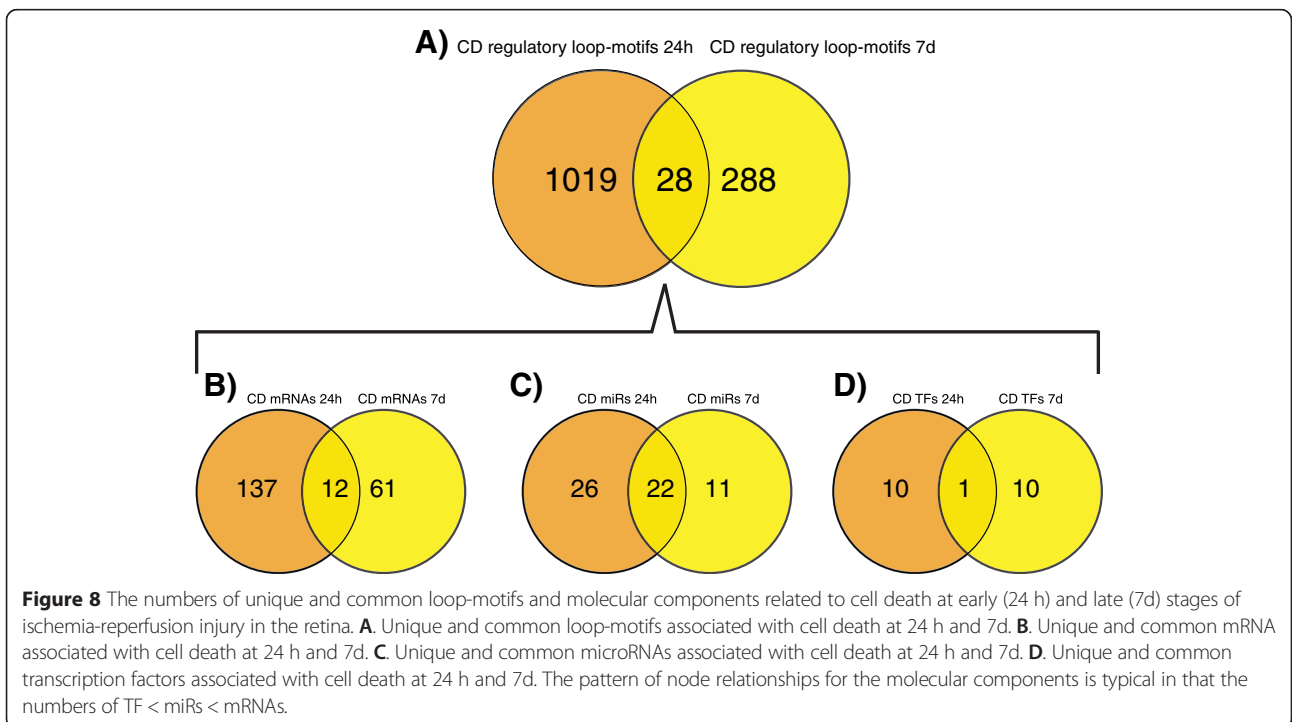 A) CD regulatory loop-motifs 24h CD regulatory loop-motifs 7d
1019 28 288
B) CD mRNAs 24h CD mRNAs 7d
137 12 61
C) CD miRs 24h CD miRs 7d
26 22 11
D) CD TFs 24h CD TFs 7d
10 1 10
Figure 8 The numbers of unique and common loop-motifs and molecular components related to cell death at early (24 h) and late (7d) stages of
ischemia-reperfusion injury in the retina. A. Unique and common loop-motifs associated with cell death at 24 h and 7d. B. Unique and common mRNA
associated with cell death at 24 h and 7d. C. Unique and common microRNAs associated with cell death at 24 h and 7d. D. Unique and common
transcription factors associated with cell death at 24 h and 7d. The pattern of node relationships for the molecular components is typical in that the
numbers of TF < miRs < mRNAs.